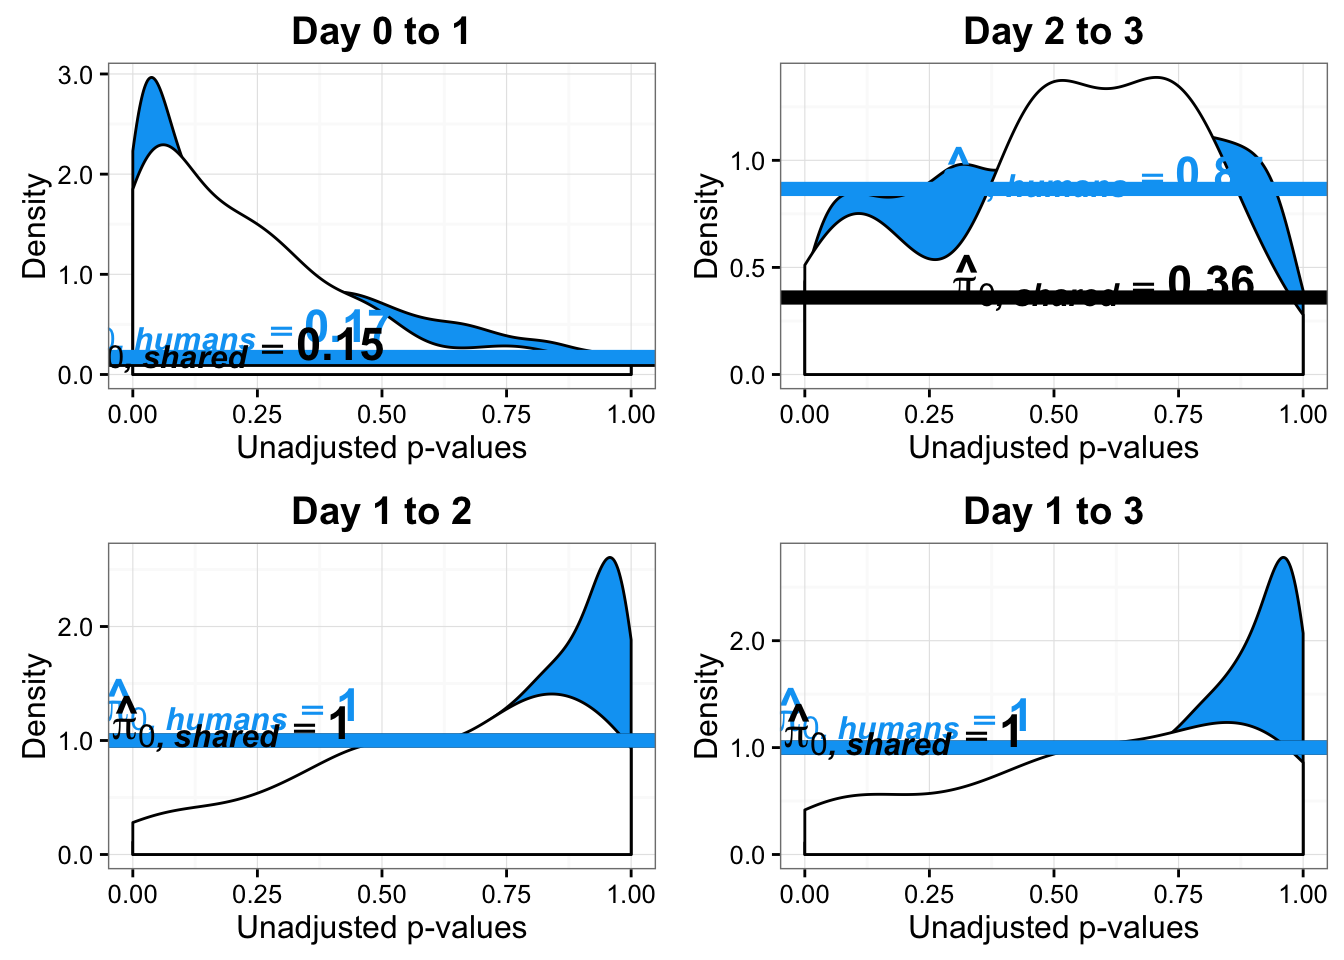 Day 0 to 1
Density
3.0
2.0
1.0
0.0
0, humans = 0.17
0, shared = 0.15
0.00 0.25 0.50 0.75 1.00
Unadjusted p-values
Day 2 to 3
Density
1.0
0.5
0.0
humans = 0.8
π̂0, shared = 0.36
0.00 0.25 0.50 0.75 1.00
Unadjusted p-values
Day 1 to 2
Density
2.0
1.0
0.0
π̂0, humans = 1
π̂0, shared = 1
0.00 0.25 0.50 0.75 1.00
Unadjusted p-values
Day 1 to 3
Density
2.0
1.0
0.0
π̂0, humans = 1
π̂0, shared = 1
0.00 0.25 0.50 0.75 1.00
Unadjusted p-values